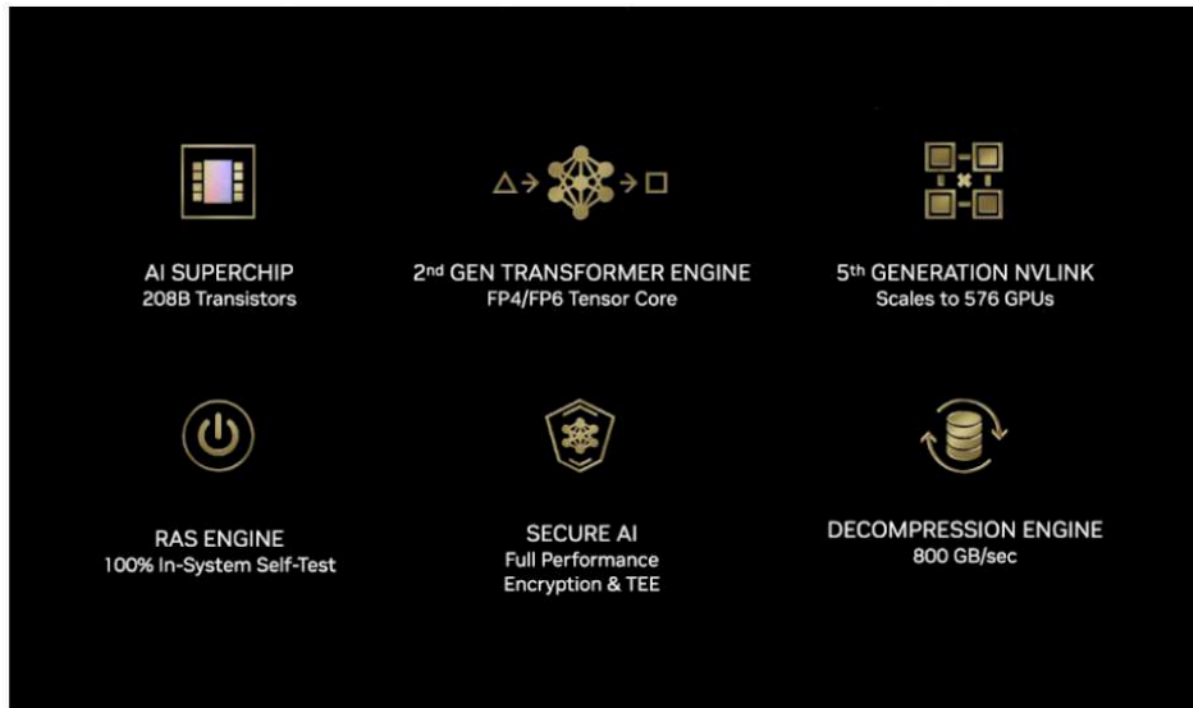 AI SUPERCHIP
208B Transistors
2nd GEN TRANSFORMER ENGINE
FP4/FP6 Tensor Core
5th GENERATION NVLINK
Scales to 576 GPUs
RAS ENGINE
100% In-System Self-Test
SECURE AI
Full Performance
Encryption & TEE
DECOMPRESSION ENGINE
800 GB/sec